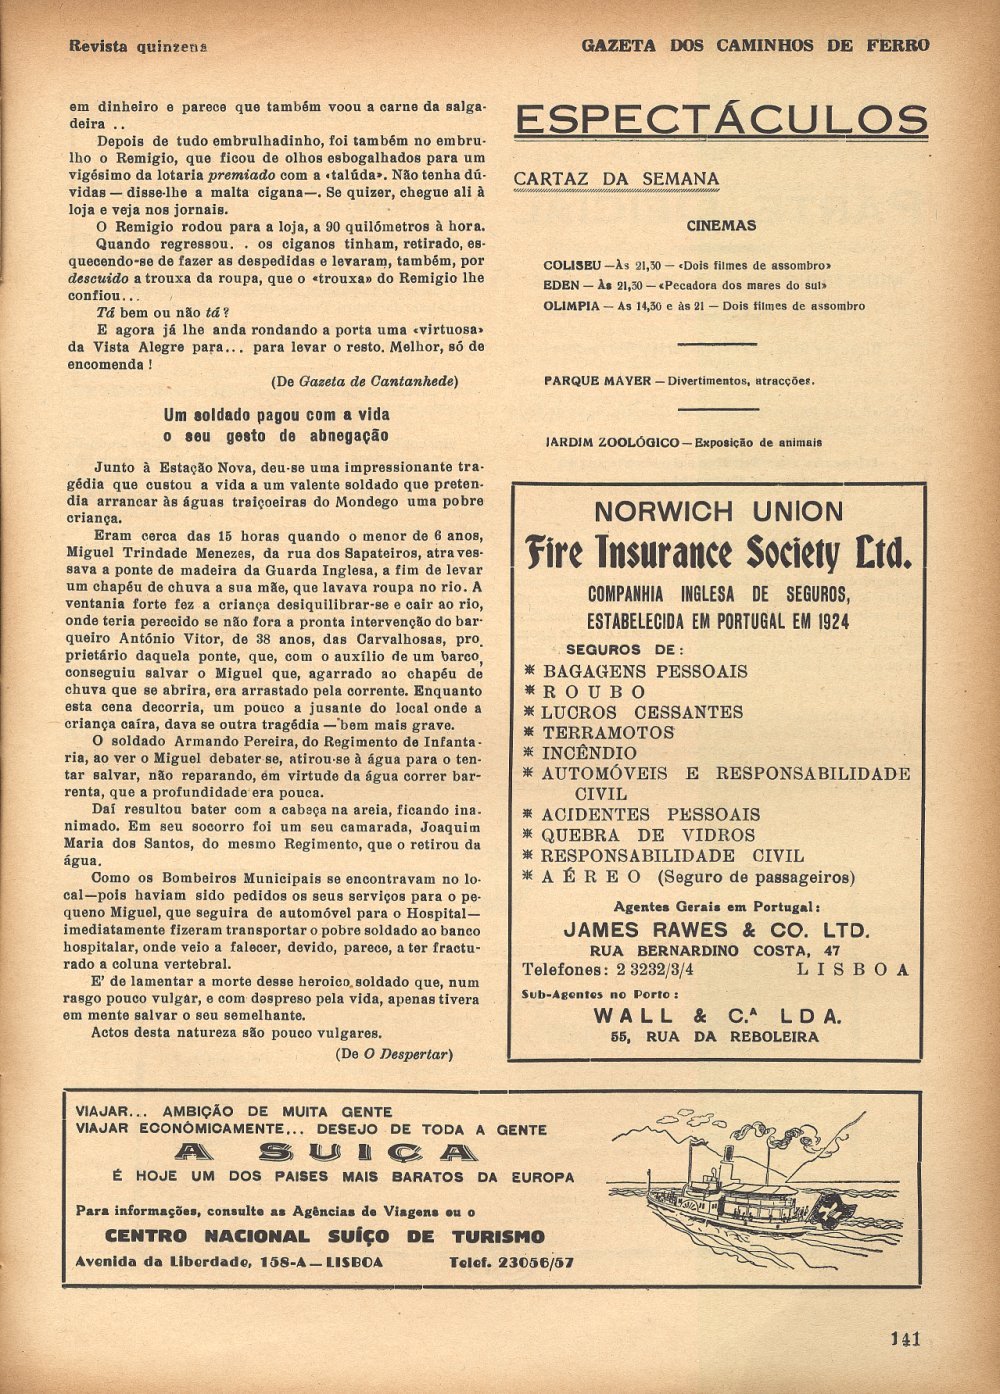 Revista quinzena
GAZETA DOS CAMINHOS DE FERRO
em dinheiro e parece que também voou a carne da salga-
deira ..
Depois de tudo embrulhadinho, foi também no embru-
lho o Remigio, que ficou de olhos esbogalhados para um
vigésimo da lotaria premiado com a «talúda». Não tenha dú-
vidas — disse-lhe a malta cigana—. Se quizer, chegue ali à
loja e veja nos jornais.
O Remigio rodou para a loja, a 90 quilómetros à hora.
Quando regressou. . os ciganos tinham, retirado, es-
quecendo-se de fazer as despedidas e levaram, também, por
descuido a trouxa da roupa, que o «trouxa» do Remigio lhe
confiou...
Tá bem ou não tá?
E agora já lhe anda rondando a porta uma «virtuosa»
da Vista Alegre para... para levar o resto. Melhor, só de
encomenda !
(De Gazeta de Cantanhede)
Um soldado pagou com a vida
o seu gesto de abnegação
Junto à Estação Nova, deu-se uma impressionante tra-
gédia que custou a vida a um valente soldado que preten-
dia arrancar às águas traiçoeiras do Mondego uma pobre
criança.
Eram cerca das 15 horas quando o menor de 6 anos,
Miguel Trindade Menezes, da rua dos Sapateiros, atraves-
sava a ponte de madeira da Guarda Inglesa, a fim de levar
um chapéu de chuva a sua mãe, que lavava roupa no rio. A
ventania forte fez a criança desiquilibrar-se e cair ao rio,
onde teria perecido se não fora a pronta intervenção do bar-
queiro António Vitor, de 38 anos, das Carvalhosas, pro
prietário daquela ponte, que, com o auxílio de um barco,
conseguiu salvar o Miguel que, agarrado ao chapéu de
chuva que se abrira, era arrastado pela corrente. Enquanto
esta cena decorria, um pouco a jusante do local onde a
criança caíra, dava se outra tragédia — bem mais grave.
O soldado Armando Pereira, do Regimento de Infanta-
ria, ao ver o Miguel debater se, atirou-se à água para o ten-
tar salvar, não reparando, em virtude da água correr bar-
renta, que a profundidade era pouca.
Daí resultou bater com a cabeça na areia, ficando ina-
nimado. Em seu socorro foi um seu camarada, Joaquim
Maria dos Santos, do mesmo Regimento, que o retirou da
água.
Como os Bombeiros Municipais se encontravam no lo-
cal—pois haviam sido pedidos os seus serviços para o pe-
queno Miguel, que seguira de automóvel para o Hospital—
imediatamente fizeram transportar o pobre soldado ao banco
hospitalar, onde veio a falecer, devido, parece, a ter fractu-
rado a coluna vertebral.
E' de lamentar a morte desse heroico soldado que, num
rasgo pouco vulgar, e com despreso pela vida, apenas tivera
em mente salvar o seu semelhante.
Actos desta natureza são pouco vulgares.
(De O Despertar)
ESPECTÁCULOS
CARTAZ DA SEMANA
CINEMAS
COLISEU —Às 21,30 — «Dois filmes de assombro»
EDEN — Às 21,30 — «Pecadora dos mares do sul»
OLIMPIA — As 14,30 e às 21 — Dois filmes de assombro
PARQUE MAYER — Divertimentos, atracções.
JARDIM ZOOLÓGICO — Exposição de animais
NORWICH UNION
Fire Insurance Society Ltd.
COMPANHIA INGLESA DE SEGUROS,
ESTABELECIDA EM PORTUGAL EM 1924
SEGUROS DE:
* BAGAGENS PESSOAIS
* ROUBO
* LUCROS CESSANTES
* TERRAMOTOS
* INCÊNDIO
* AUTOMÓVEIS E RESPONSABILIDADE
CIVIL
* ACIDENTES PESSOAIS
* QUEBRA DE VIDROS
* RESPONSABILIDADE CIVIL
* AÉREO (Seguro de passageiros)
Agentes Gerais em Portugal:
JAMES RAWES & CO. LTD.
RUA BERNARDINO COSTA, 47
Telefones: 2 3232/3/4 LISBOA
Sub-Agentes no Porto:
WALL & C.ª LDA.
55, RUA DA REBOLEIRA
VIAJAR... AMBIÇÃO DE MUITA GENTE
VIAJAR ECONÓMICAMENTE... DESEJO DE TODA A GENTE
A SUIÇA
É HOJE UM DOS PAISES MAIS BARATOS DA EUROPA
Para informações, consulte as Agências de Viagens ou o
CENTRO NACIONAL SUÍÇO DE TURISMO
Avenida da Liberdade, 158-A — LISBOA Telef. 23056/57
141